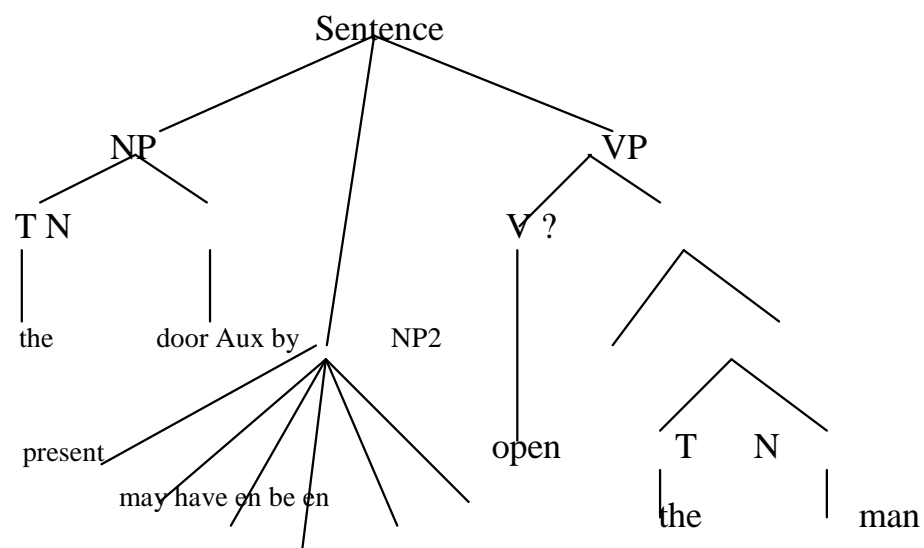 Sentence
NP VP
T N V ?
the door Aux by NP2
present open T N
may have en be en
the man